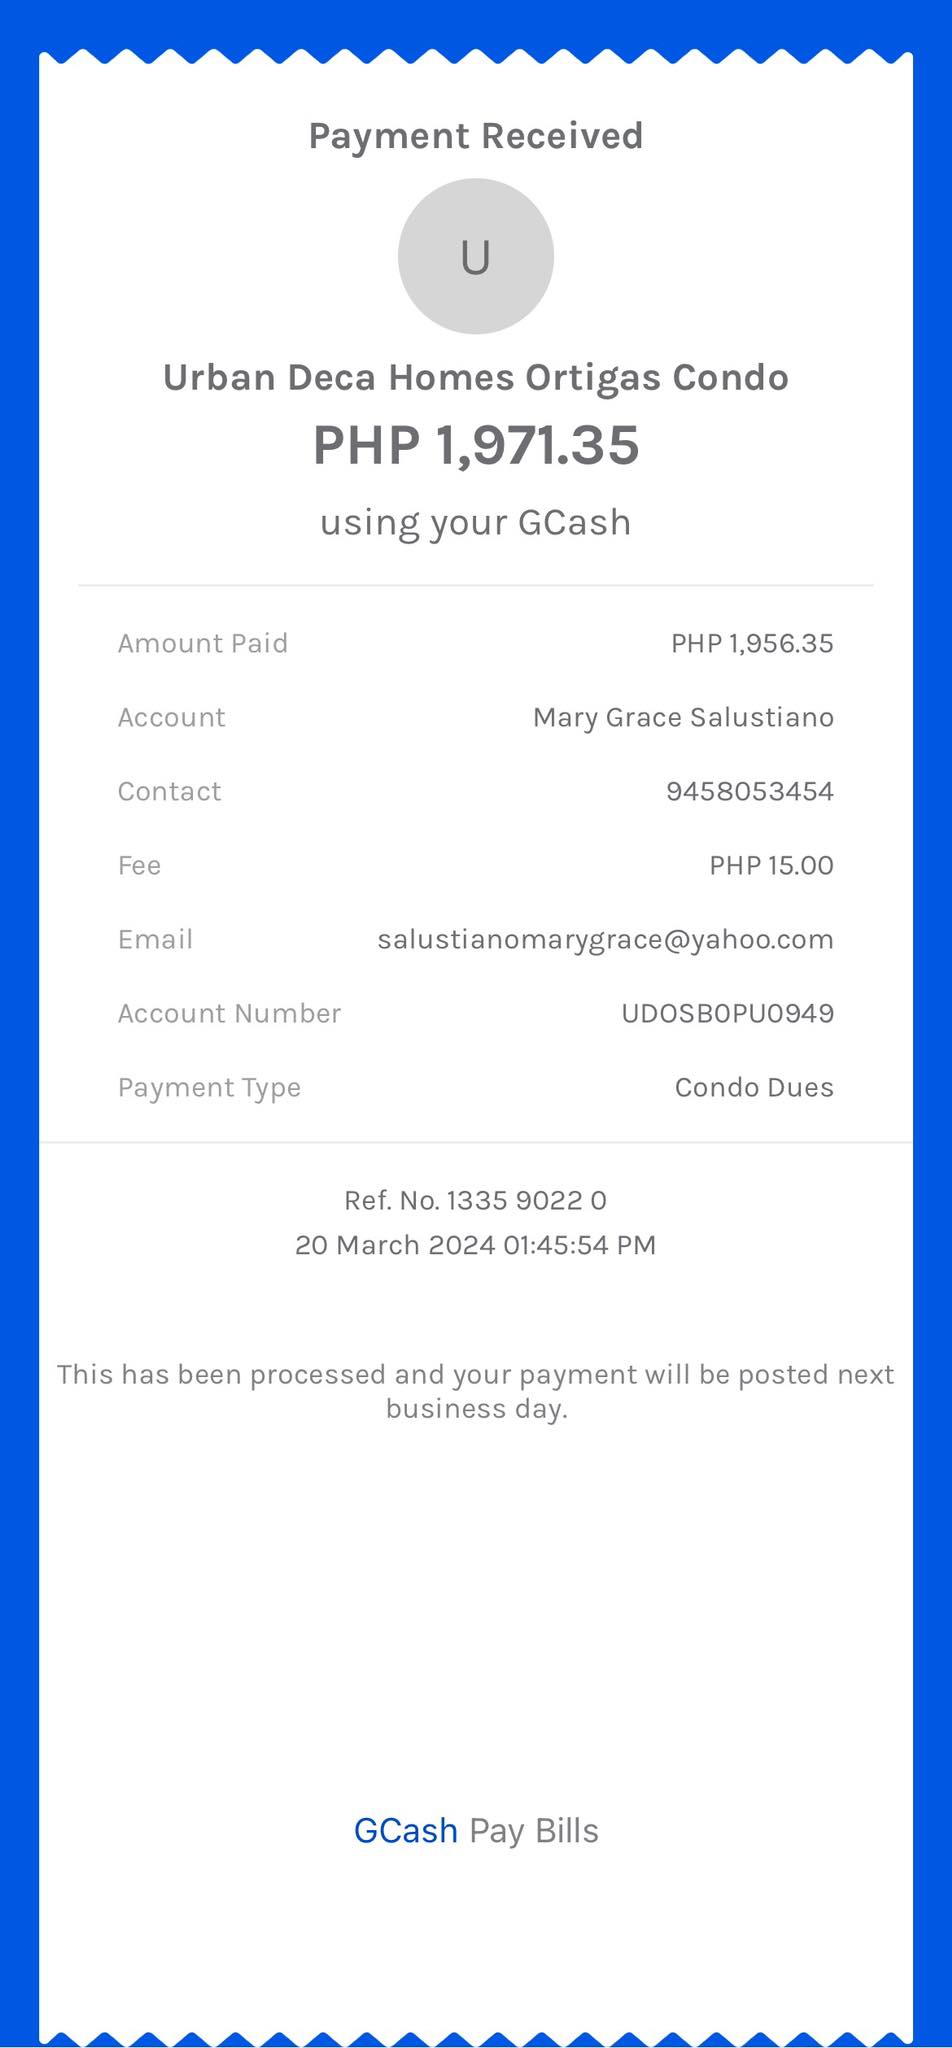 Payment Received
U
Urban Deca Homes Ortigas Condo
PHP 1,971.35
using your GCash
Amount Paid PHP 1,956.35
Account Mary Grace Salustiano
Contact 9458053454
Fee PHP 15.00
Email salustianomarygrace@yahoo.com
Account Number UDOSB0PU0949
Payment Type Condo Dues
Ref. No. 1335 9022 0
20 March 2024 01:45:54 PM
This has been processed and your payment will be posted next
business day.
GCash Pay Bills